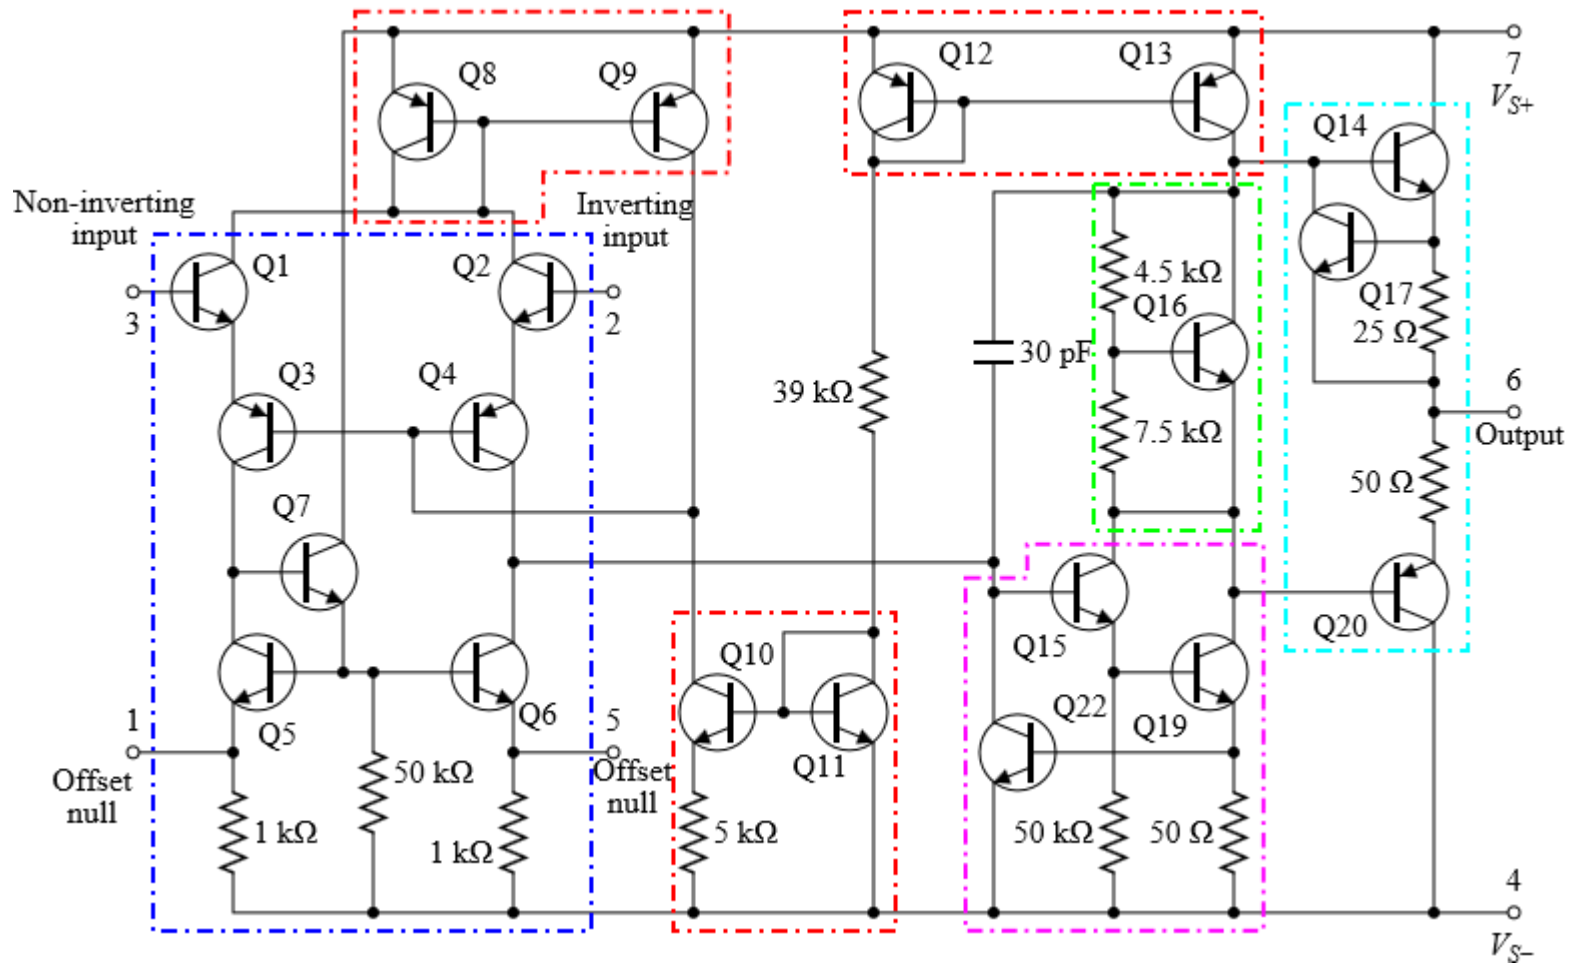 Q8
Q9
Q12
Q13
7
V_S+
Q14
Non-inverting
input
Inverting
input
Q1
Q2
3
2
4.5 kΩ
Q16
Q17
25 Ω
30 pF
Q3
Q4
39 kΩ
6
Output
7.5 kΩ
50 Ω
Q7
Q15
Q20
Q10
Q22
Q19
1
Q5
Q6
5
Offset
null
50 kΩ
Offset
null
Q11
1 kΩ
1 kΩ
5 kΩ
50 kΩ
50 Ω
4
V_S−